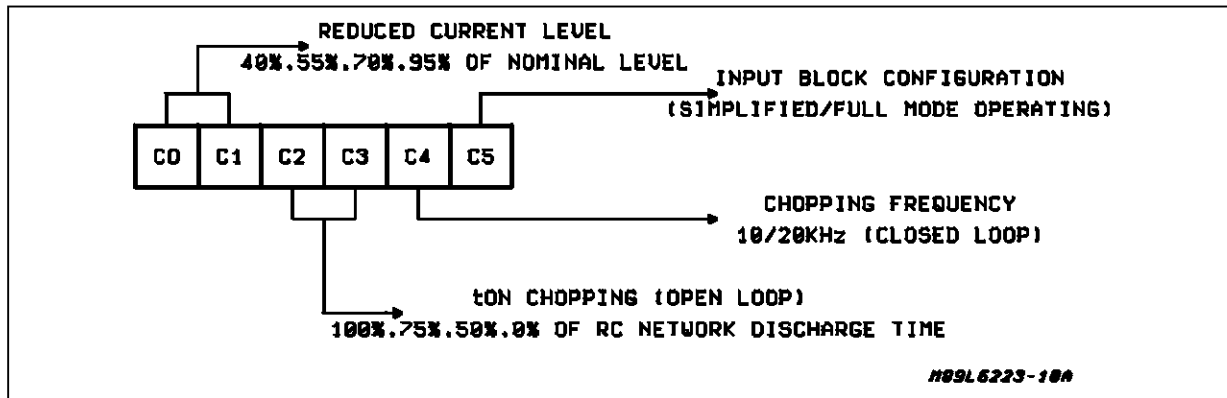 REDUCED CURRENT LEVEL
40%.55%.70%.95% OF NOMINAL LEVEL
INPUT BLOCK CONFIGURATION
(SIMPLIFIED/FULL MODE OPERATING)
C0 C1 C2 C3 C4 C5
CHOPPING FREQUENCY
10/20KHz (CLOSED LOOP)
tON CHOPPING (OPEN LOOP)
100%.75%.50%.0% OF RC NETWORK DISCHARGE TIME
M89L6223-10A